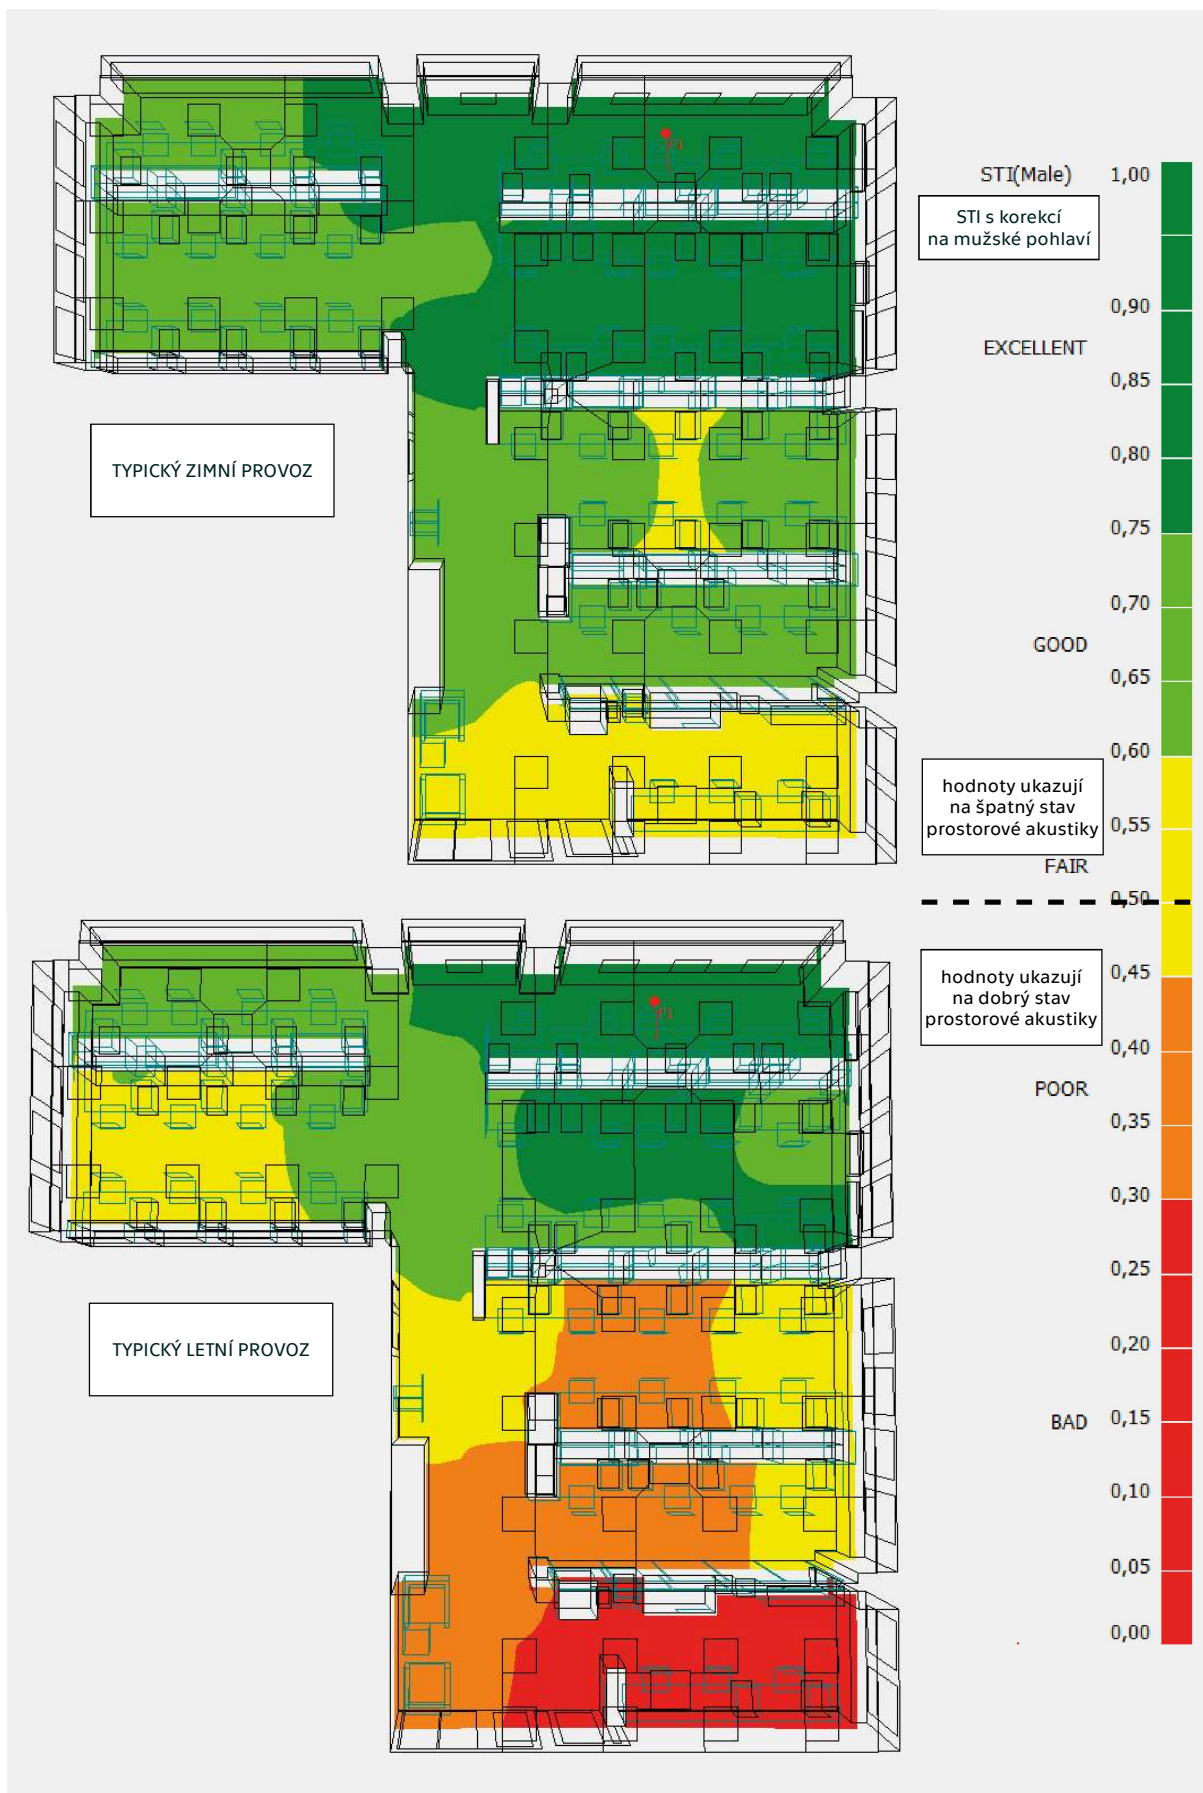 STI(Male)
1,00
STI s korekcí
na mužské pohlaví
0,90
EXCELLENT
0,85
TYPICKÝ ZIMNÍ PROVOZ
0,80
0,75
0,70
GOOD
0,65
0,60
hodnoty ukazují
na špatný stav
prostorové akustiky
0,55
FAIR
0,50
hodnoty ukazují
na dobrý stav
prostorové akustiky
0,45
0,40
POOR
0,35
0,30
0,25
TYPICKÝ LETNÍ PROVOZ
0,20
0,15
BAD
0,10
0,05
0,00